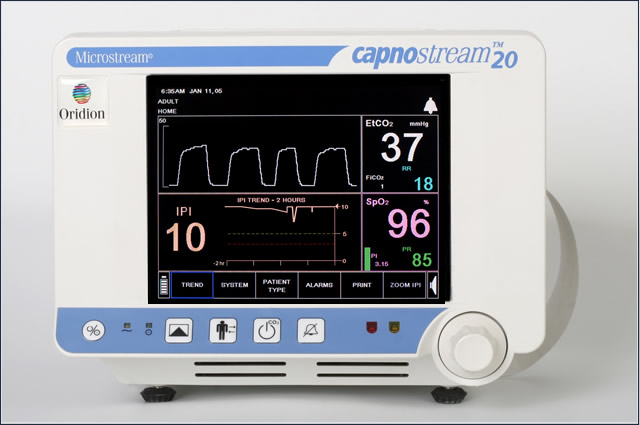 Microstream®
capnostream™20
Oridion
6:35AM JAN 11,05
ADULT
HOME
50
0
EtCO₂ mmHg
37
RR
FiCO₂
1
18
IPI TREND - 2 HOURS
IPI
10
10
5
0
-2 hr
SpO₂ %
96
PI
3.15
PR
85
TREND
SYSTEM
PATIENT
TYPE
ALARMS
PRINT
ZOOM IPI
%
CO₂